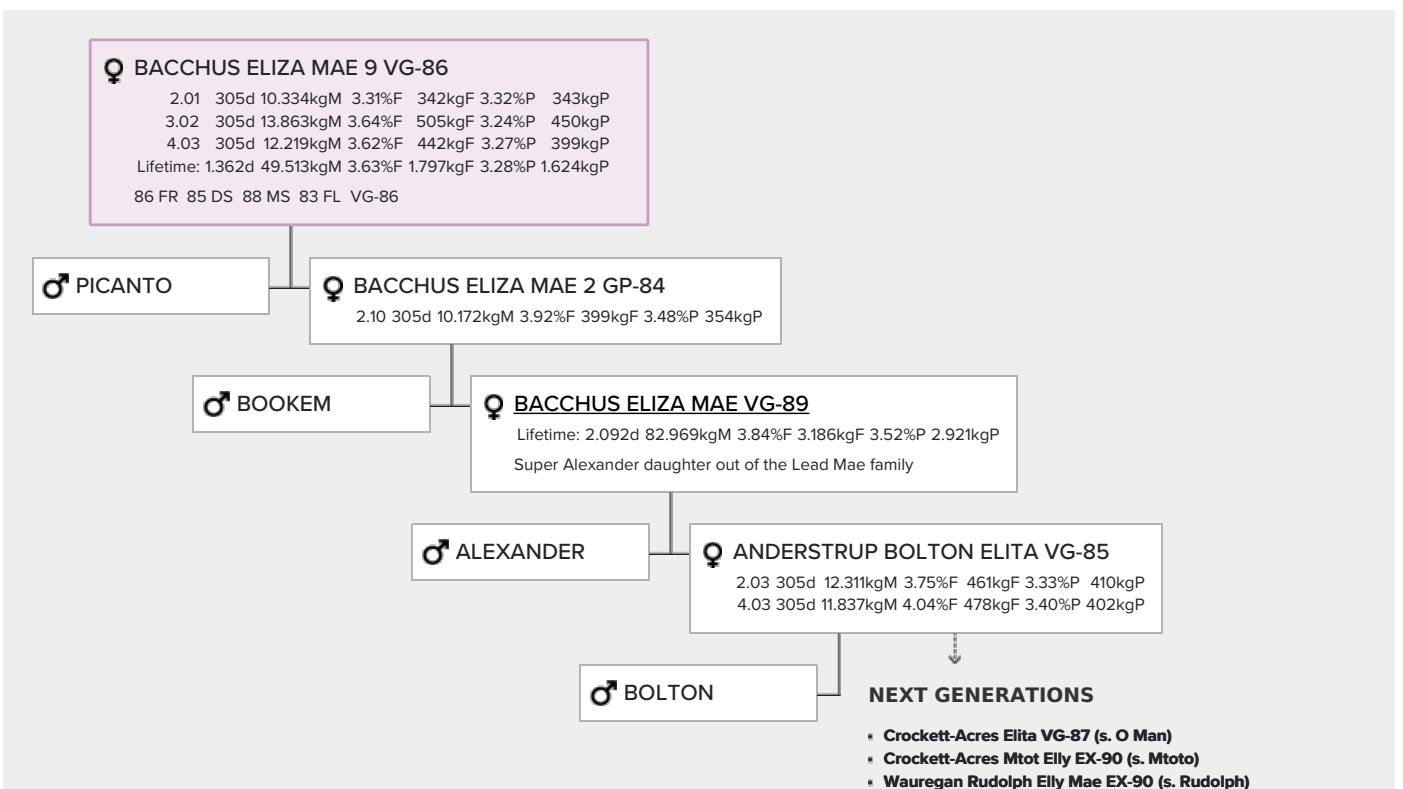 BACCHUS ELIZA MAE 9 VG-86
2.01 305d 10.334kgM 3.31%F 342kgF 3.32%P 343kgP
3.02 305d 13.863kgM 3.64%F 505kgF 3.24%P 450kgP
4.03 305d 12.219kgM 3.62%F 442kgF 3.27%P 399kgP
Lifetime: 1.362d 49.513kgM 3.63%F 1.797kgF 3.28%P 1.624kgP
86 FR 85 DS 88 MS 83 FL VG-86
PICANTO
BACCHUS ELIZA MAE 2 GP-84
2.10 305d 10.172kgM 3.92%F 399kgF 3.48%P 354kgP
BOOKEM
BACCHUS ELIZA MAE VG-89
Lifetime: 2.092d 82.969kgM 3.84%F 3.186kgF 3.52%P 2.921kgP
Super Alexander daughter out of the Lead Mae family
ALEXANDER
ANDERSTRUP BOLTON ELITA VG-85
2.03 305d 12.311kgM 3.75%F 461kgF 3.33%P 410kgP
4.03 305d 11.837kgM 4.04%F 478kgF 3.40%P 402kgP
BOLTON
NEXT GENERATIONS
Crockett-Acres Elita VG-87 (s. O Man)
Crockett-Acres Mtot Elly EX-90 (s. Mtoto)
Wauregan Rudolph Elly Mae EX-90 (s. Rudolph)